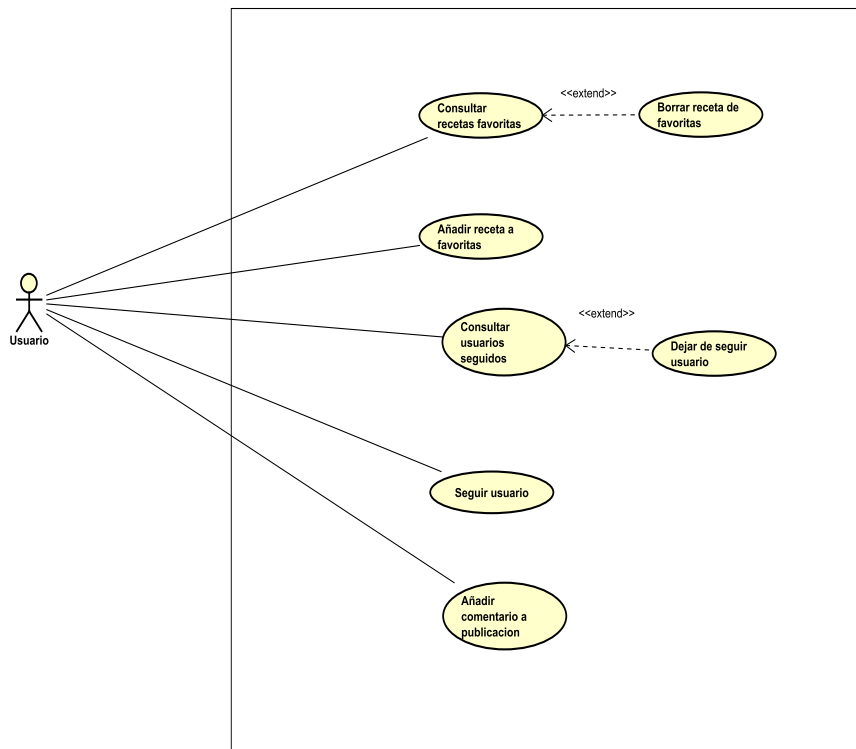 <<extend>>
Consultar
recetas favoritas
Borrar receta de
favoritas
Añadir receta a
favoritas
Usuario
<<extend>>
Consultar
usuarios
seguidos
Dejar de seguir
usuario
Seguir usuario
Añadir
comentario a
publicacion